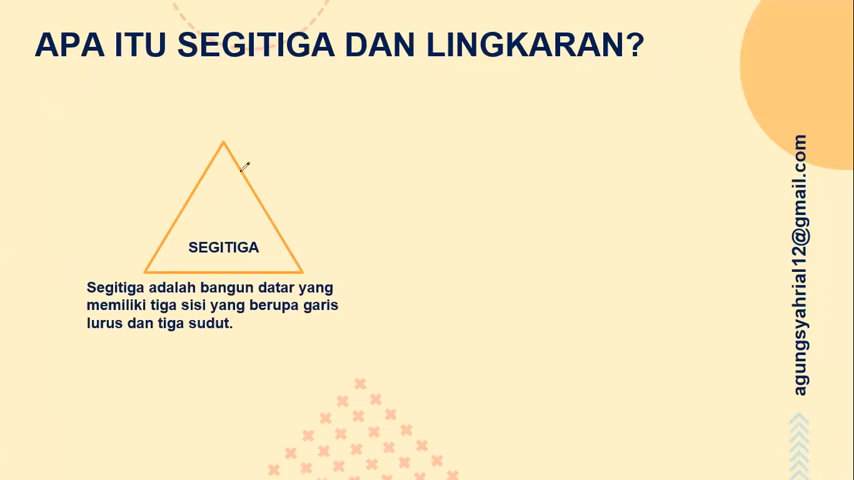 APA ITU SEGITIGA DAN LINGKARAN?
SEGITIGA
Segitiga adalah bangun datar yang
memiliki tiga sisi yang berupa garis
lurus dan tiga sudut.
agungsyahrial12@gmail.com